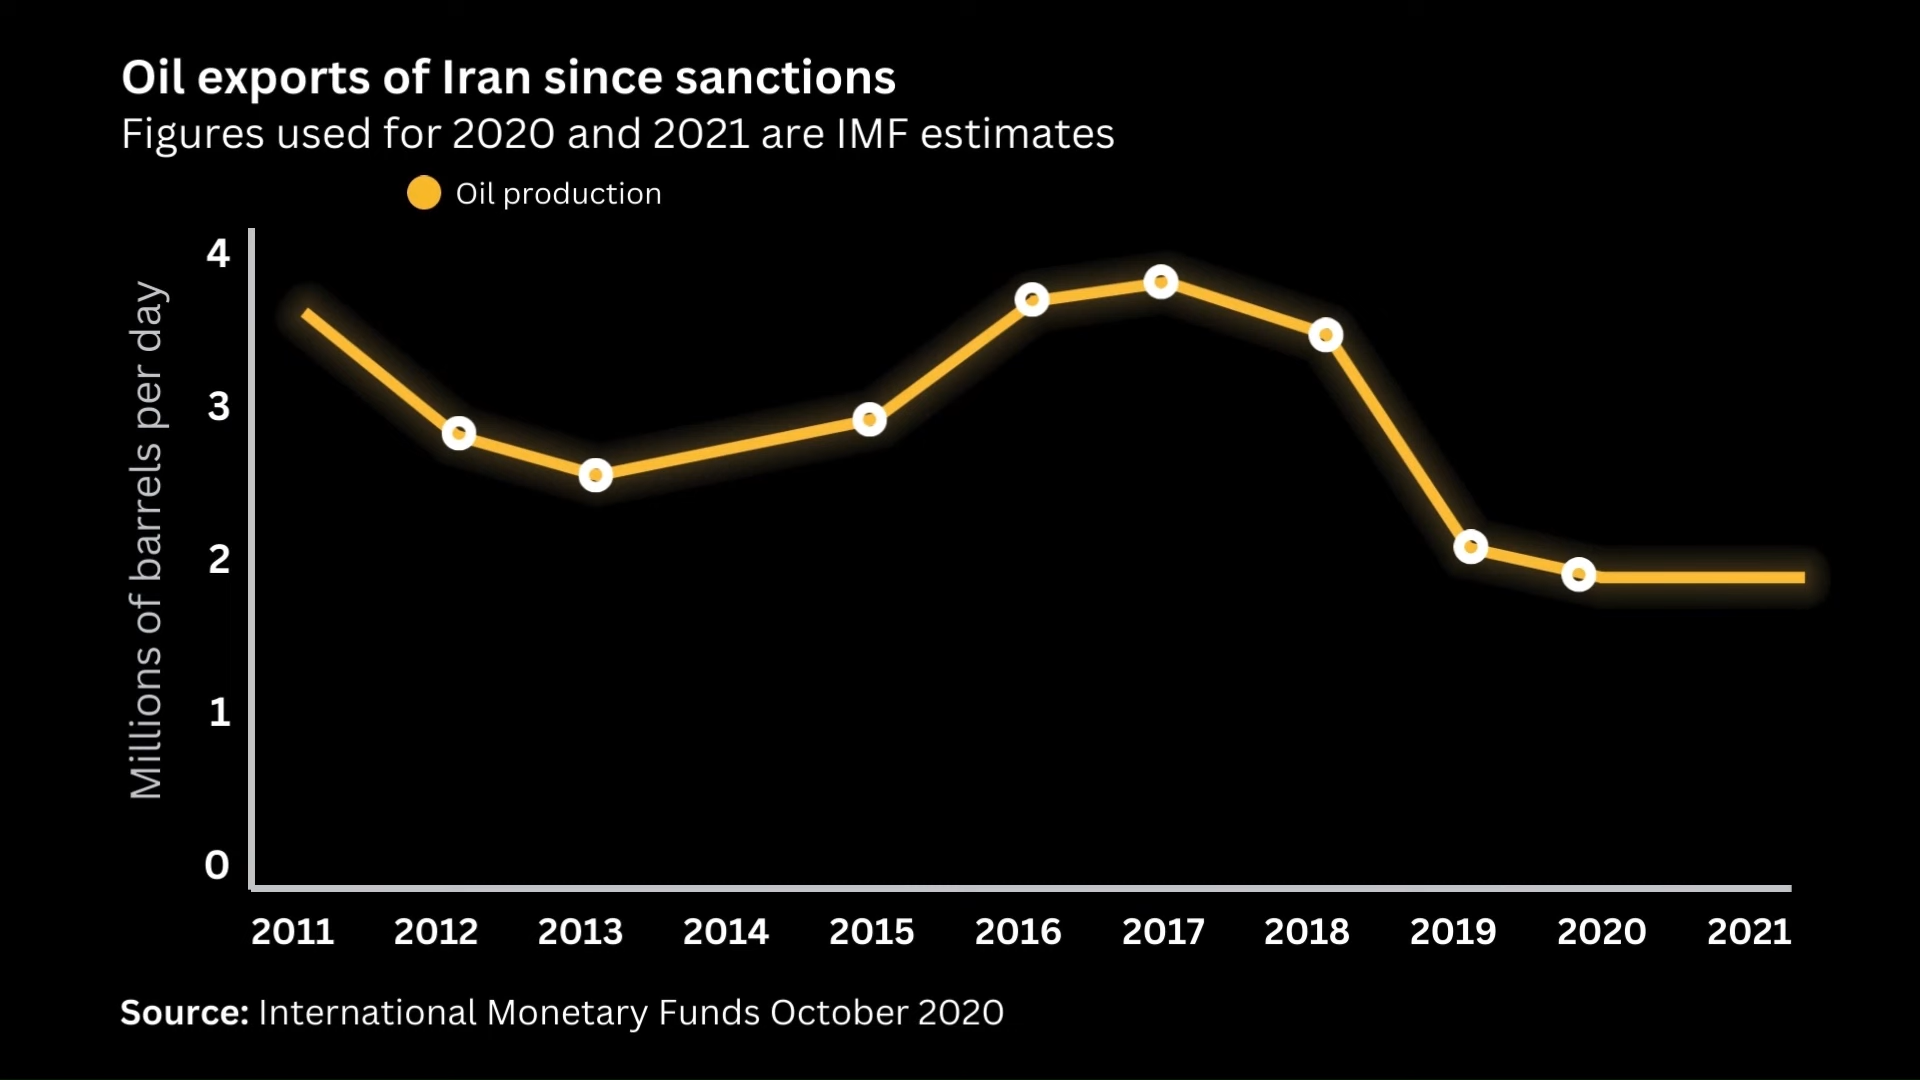 Oil exports of Iran since sanctions
Figures used for 2020 and 2021 are IMF estimates
Oil production
Millions of barrels per day
4
3
2
1
0
2011 2012 2013 2014 2015 2016 2017 2018 2019 2020 2021
Source: International Monetary Funds October 2020